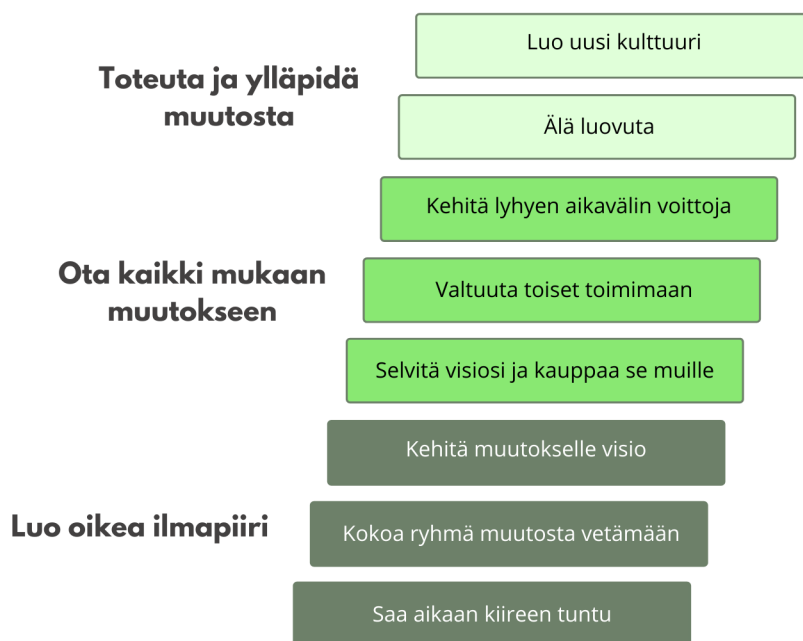 Luo uusi kulttuuri
Toteuta ja ylläpidä
muutosta
Älä luovuta
Kehitä lyhyen aikavälin voittoja
Ota kaikki mukaan
muutokseen
Valtuuta toiset toimimaan
Selvitä visiosi ja kauppaa se muille
Kehitä muutokselle visio
Luo oikea ilmapiiri
Kokoa ryhmä muutosta vetämään
Saa aikaan kiireen tuntu